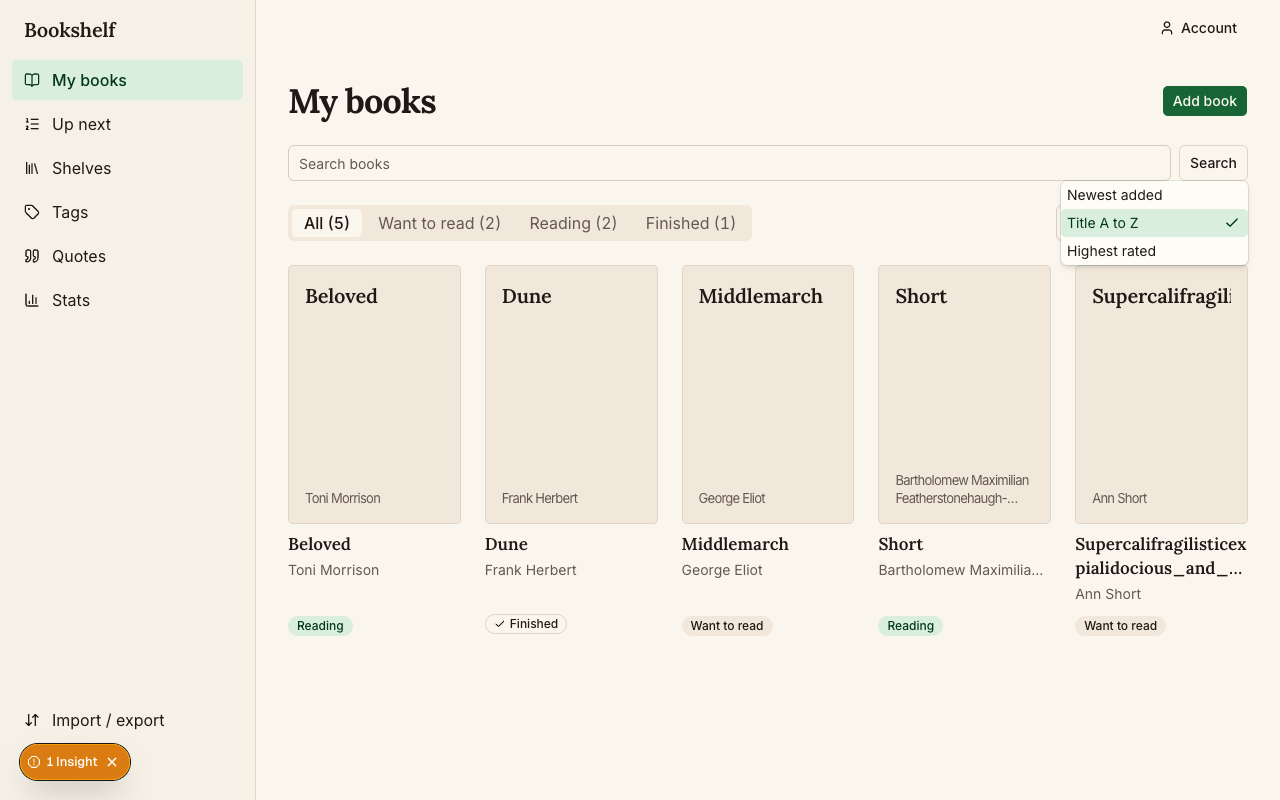 Bookshelf
My books
Up next
Shelves
Tags
Quotes
Stats
Import / export
1 Insight
Account
My books
Add book
Search books
Search
All (5)
Want to read (2)
Reading (2)
Finished (1)
Newest added
Title A to Z
Highest rated
Beloved
Toni Morrison
Beloved
Toni Morrison
Reading
Dune
Frank Herbert
Dune
Frank Herbert
Finished
Middlemarch
George Eliot
Middlemarch
George Eliot
Want to read
Short
Bartholomew Maximilian
Featherstonehaugh-...
Short
Bartholomew Maximilia...
Reading
Supercalifragili
Ann Short
Supercalifragilisticex
pialidocious_and_...
Ann Short
Want to read